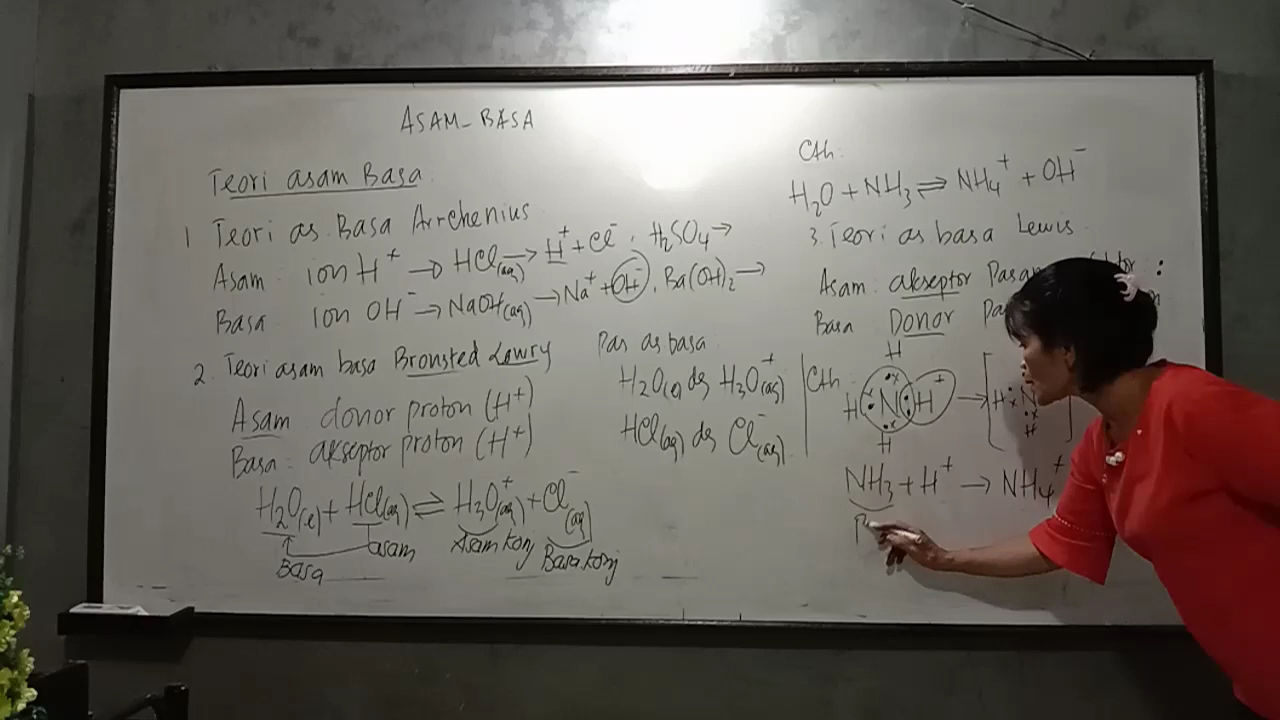 ASAM-BASA
Teori asam Basa
1 Teori as. Basa Arrhenius
Asam: ion H⁺ → HCl(aq) → H⁺ + Cl⁻, H₂SO₄ →
Basa: ion OH⁻ → NaOH(aq) → Na⁺ + OH⁻, Ba(OH)₂ →
2. Teori asam basa Bronsted Lowry
Asam donor proton (H⁺)
Basa: akseptor proton (H⁺)
H₂O(l) + HCl(aq) ⇌ H₃O⁺(aq) + Cl⁻(aq)
asam Asam konj Basa konj
Basa
Pas as basa
H₂O(l) dg H₃O⁺(aq)
HCl(aq) dg Cl⁻(aq)
Cth:
H₂O + NH₃ ⇌ NH₄⁺ + OH⁻
3. Teori as basa Lewis
Asam: akseptor Pasan
Basa Donor Pa
Cth
H
H N H⁺ → [H N
H H
NH₃ + H⁺ → NH₄⁺